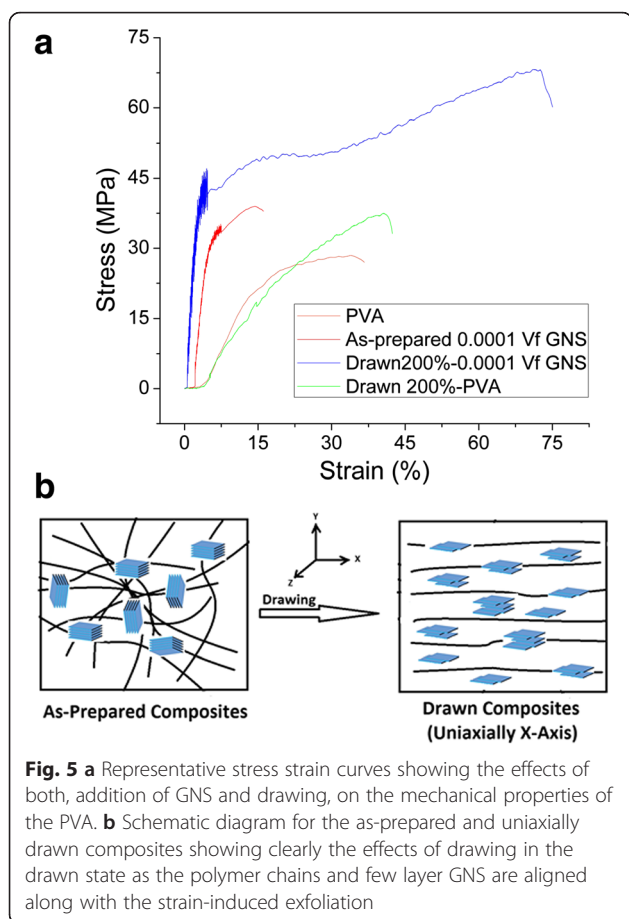 a
75
60
45
30
15
0
Stress (MPa)
PVA
As-prepared 0.0001 Vf GNS
Drawn200%-0.0001 Vf GNS
Drawn 200%-PVA
0 15 30 45 60 75
Strain (%)
b
Y
X
Z
Drawing
As-Prepared Composites
Drawn Composites
(Uniaxially X-Axis)
Fig. 5 a Representative stress strain curves showing the effects of
both, addition of GNS and drawing, on the mechanical properties of
the PVA. b Schematic diagram for the as-prepared and uniaxially
drawn composites showing clearly the effects of drawing in the
drawn state as the polymer chains and few layer GNS are aligned
along with the strain-induced exfoliation